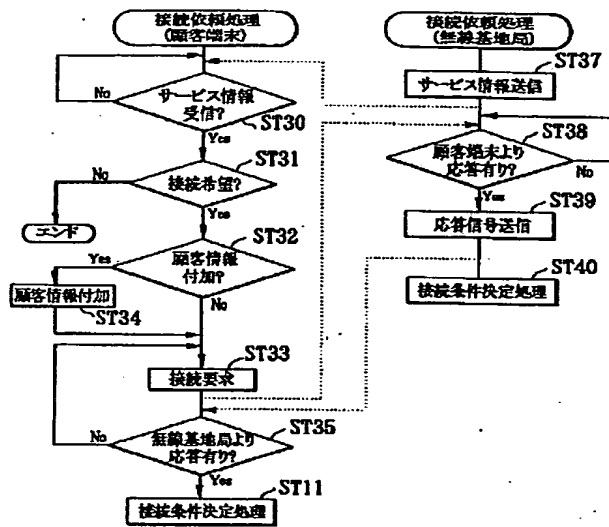 接続依頼処理
(顧客端末)
No
サービス情報
受信?
ST30
Yes
ST31
No
接続希望?
エンド
Yes
ST32
Yes
顧客情報
付加?
顧客情報付加
ST34
No
ST33
接続要求
ST35
No
無線基地局より
応答有り?
Yes
ST11
接続条件決定処理
接続依頼処理
(無線基地局)
ST37
サービス情報送信
ST38
顧客端末より
応答有り?
No
Yes
ST39
応答信号送信
ST40
接続条件決定処理